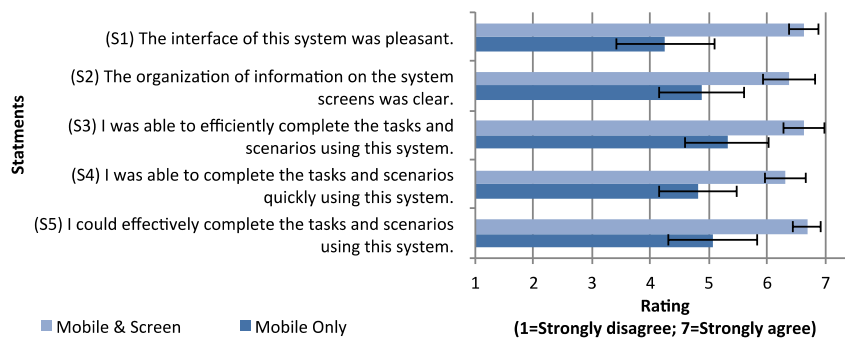 Statments
(S1) The interface of this system was pleasant.
(S2) The organization of information on the system
screens was clear.
(S3) I was able to efficiently complete the tasks and
scenarios using this system.
(S4) I was able to complete the tasks and scenarios
quickly using this system.
(S5) I could effectively complete the tasks and scenarios
using this system.
1 2 3 4 5 6 7
Rating
(1=Strongly disagree; 7=Strongly agree)
Mobile & Screen Mobile Only